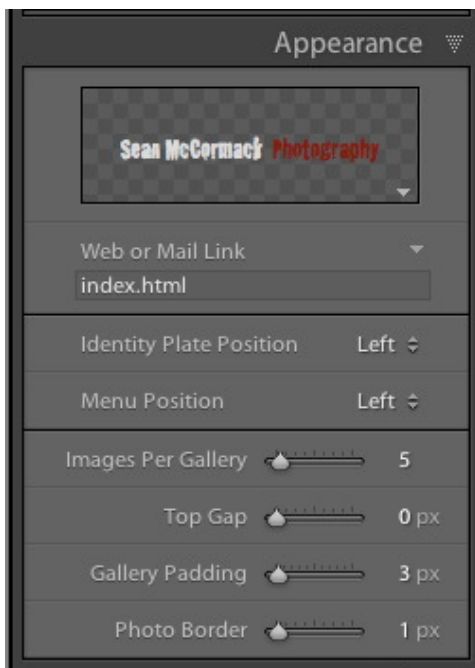 Appearance
Sean McCormack Photography
Web or Mail Link
index.html
Identity Plate Position Left
Menu Position Left
Images Per Gallery 5
Top Gap 0 px
Gallery Padding 3 px
Photo Border 1 px